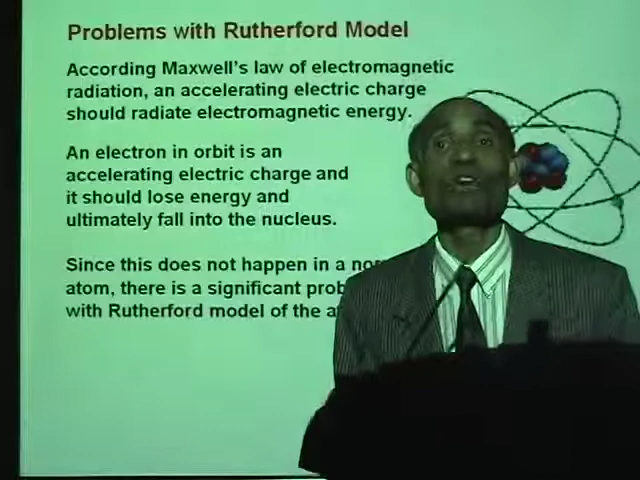 Problems with Rutherford Model
According Maxwell's law of electromagnetic
radiation, an accelerating electric charge
should radiate electromagnetic energy.
An electron in orbit is an
accelerating electric charge and
it should lose energy and
ultimately fall into the nucleus.
Since this does not happen in a
atom, there is a significant
with Rutherford model of the